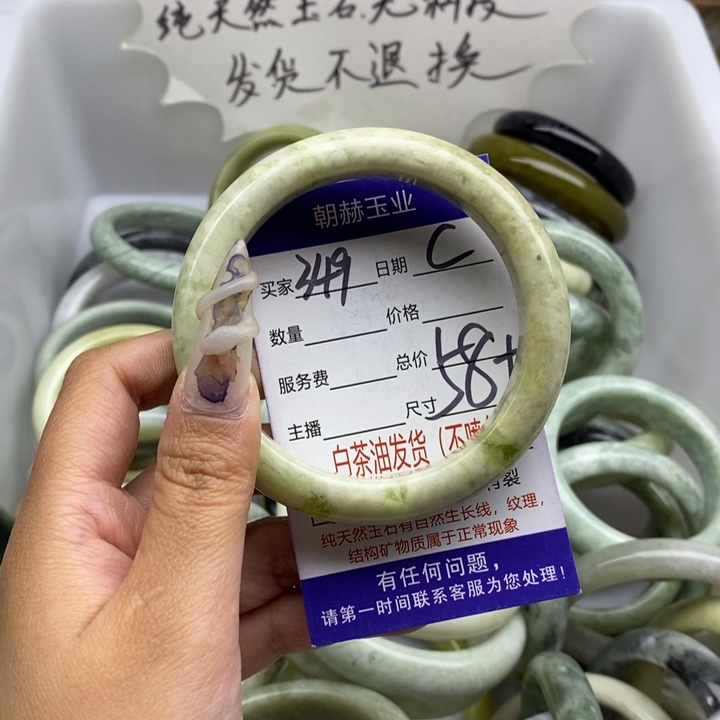 纯天然玉石.无
发货不退换
朝赫玉业
买家 349 日期 C
数量 价格
服务费 总价
主播 尺寸 58+
白茶油发货(不喷
裂
纯天然玉石有自然生长线,纹理,
结构矿物质属于正常现象
有任何问题,
请第一时间联系客服为您处理!